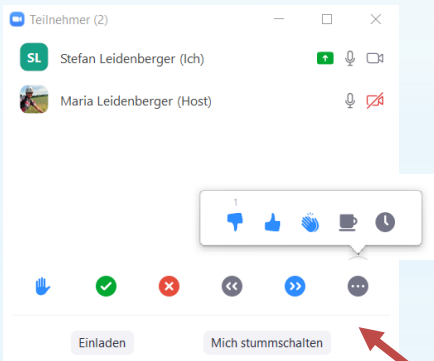 Teilnehmer (2)
SL Stefan Leidenberger (Ich)
Maria Leidenberger (Host)
1
Einladen Mich stummschalten